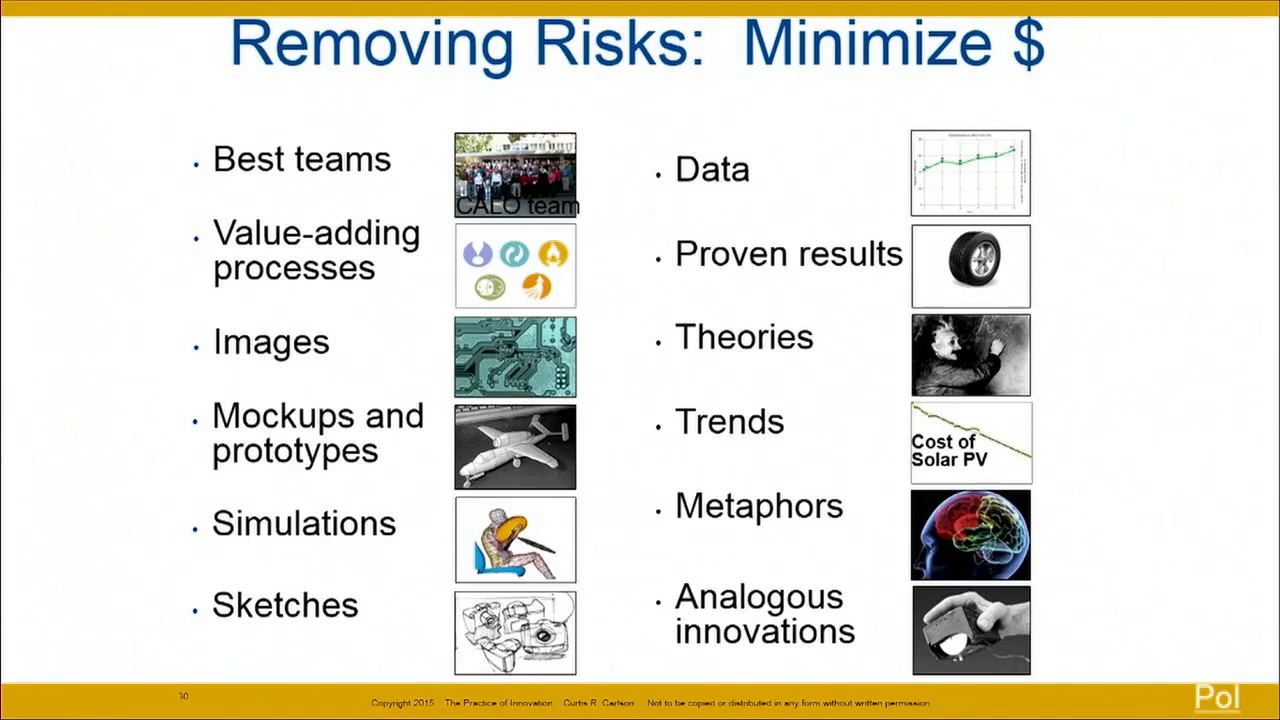 Removing Risks: Minimize $
Best teams
CALO team
Value-adding
processes
Images
Mockups and
prototypes
Simulations
Sketches
Data
Proven results
Theories
Trends
Cost of
Solar PV
Metaphors
Analogous
innovations
30
Copyright 2015 The Practice of Innovation Curtis R. Carlson Not to be copied or distributed in any form without written permission
PoI